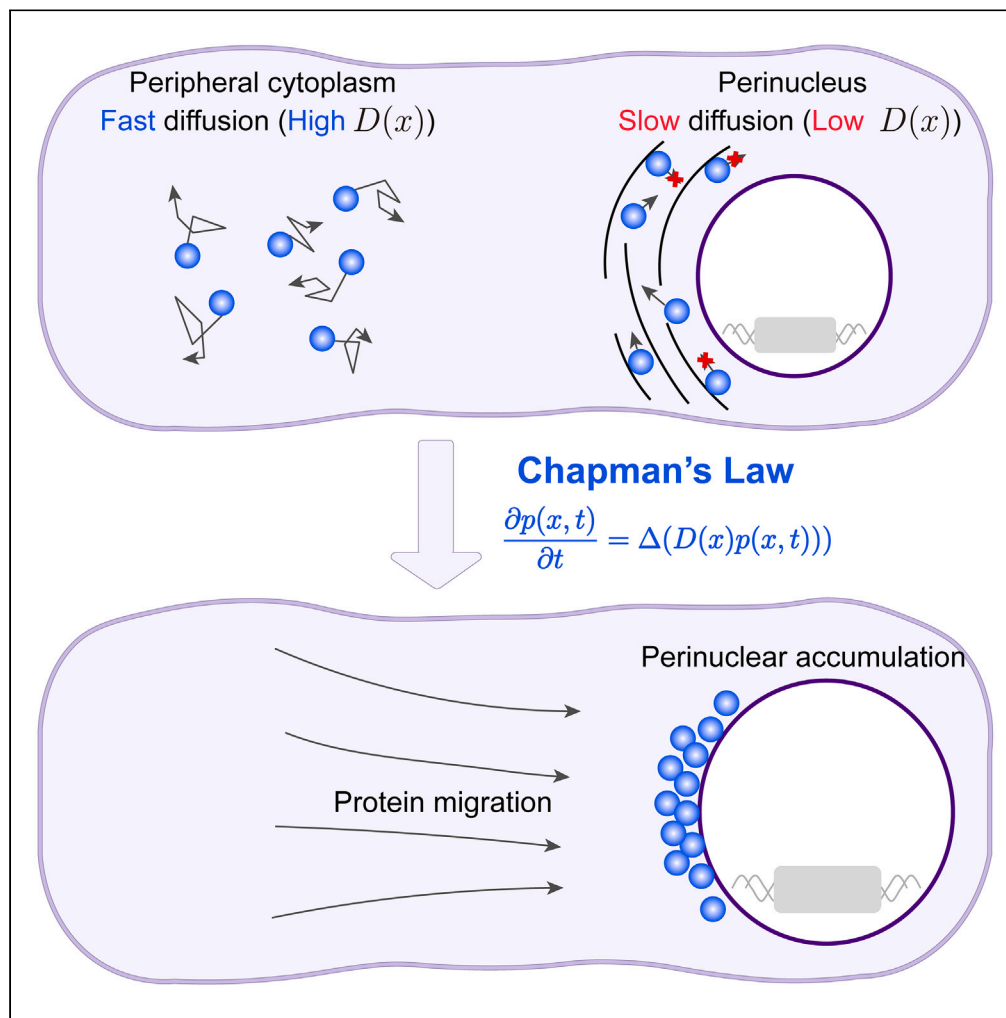 Peripheral cytoplasm
Fast diffusion (High D(x))
Perinucleus
Slow diffusion (Low D(x))
Chapman's Law
∂p(x, t)
∂t
= Δ(D(x)p(x, t)))
Perinuclear accumulation
Protein migration